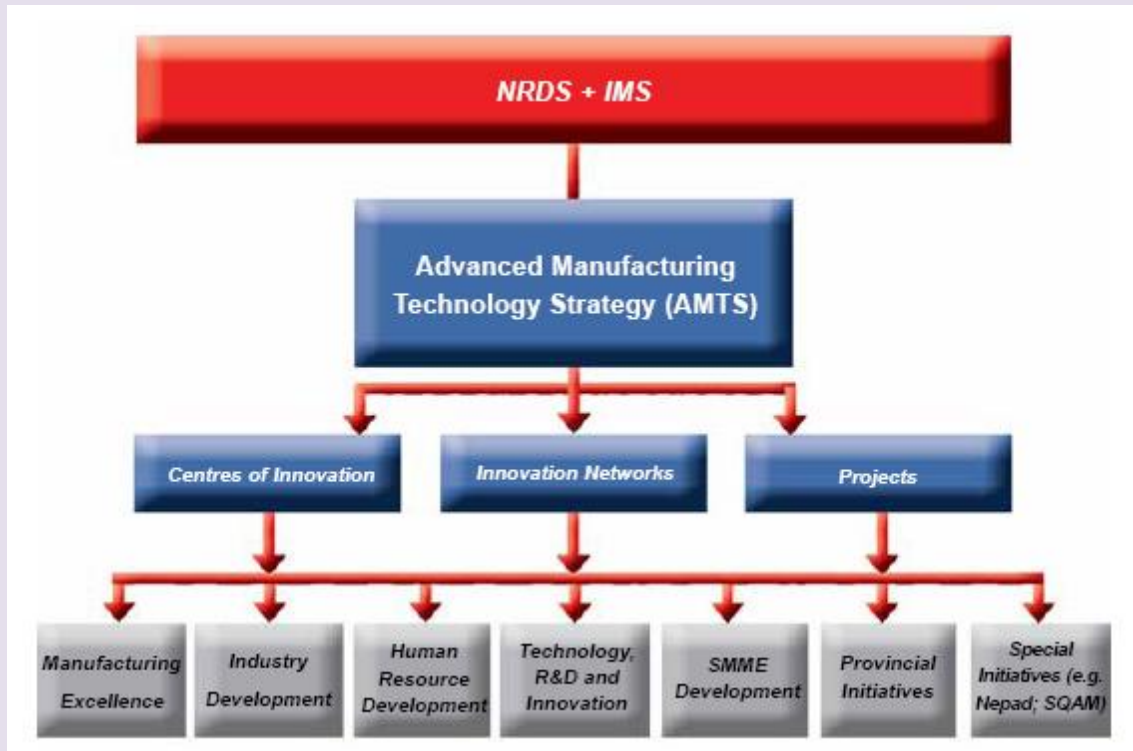 NRDS + IMS
Advanced Manufacturing
Technology Strategy (AMTS)
Centres of Innovation
Innovation Networks
Projects
Manufacturing
Excellence
Industry
Development
Human
Resource
Development
Technology,
R&D and
Innovation
SMME
Development
Provincial
Initiatives
Special
Initiatives (e.g.
Nepad; SQAM)